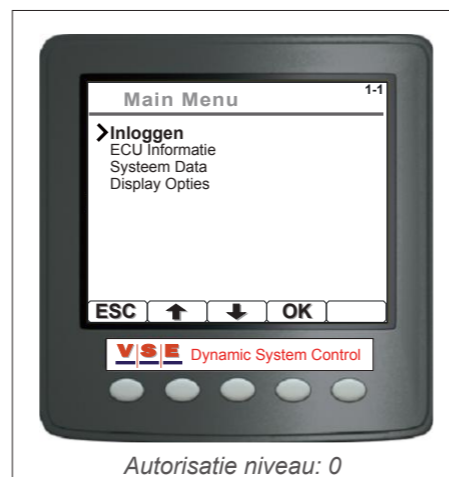 Main Menu
1-1
Inloggen
ECU Informatie
Systeem Data
Display Opties
ESC
OK
VSE Dynamic System Control
Autorisatie niveau: 0